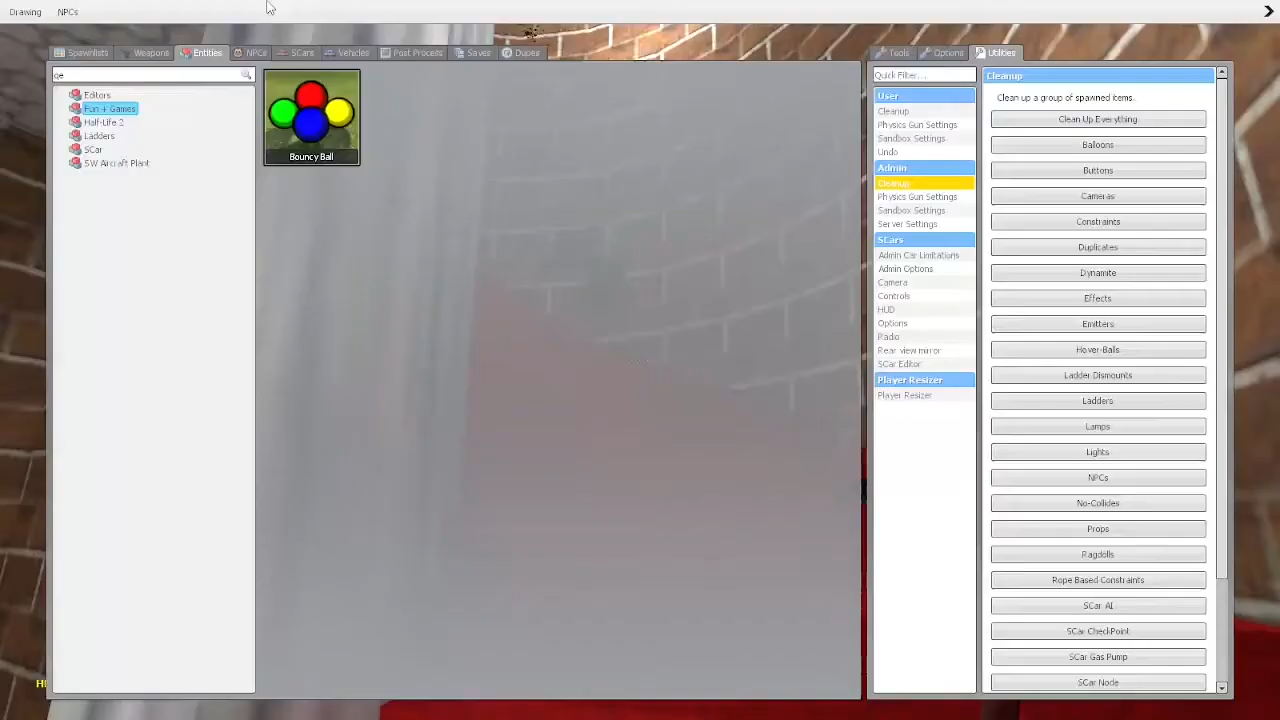 Drawing NPCs
Spawnlists Weapons Entities NPCs SCars Vehicles Post Process Saves Dupes
Tools Options Utilities
qe
Editors
Fun + Games
Half-Life 2
Ladders
SCar
SW Aircraft Plant
Bouncy Ball
Quick Filter...
User
Cleanup
Physics Gun Settings
Sandbox Settings
Undo
Admin
Cleanup
Physics Gun Settings
Sandbox Settings
Server Settings
SCars
Admin Car Limitations
Admin Options
Camera
Controls
HUD
Options
Radio
Rear view mirror
SCar Editor
Player Resizer
Player Resizer
Cleanup
Clean up a group of spawned items.
Clean Up Everything
Balloons
Buttons
Cameras
Constraints
Duplicates
Dynamite
Effects
Emitters
Hover-Balls
Ladder Dismounts
Ladders
Lamps
Lights
NPCs
No-Collides
Props
Ragdolls
Rope Based Constraints
SCar AI
SCar CheckPoint
SCar Gas Pump
SCar Node